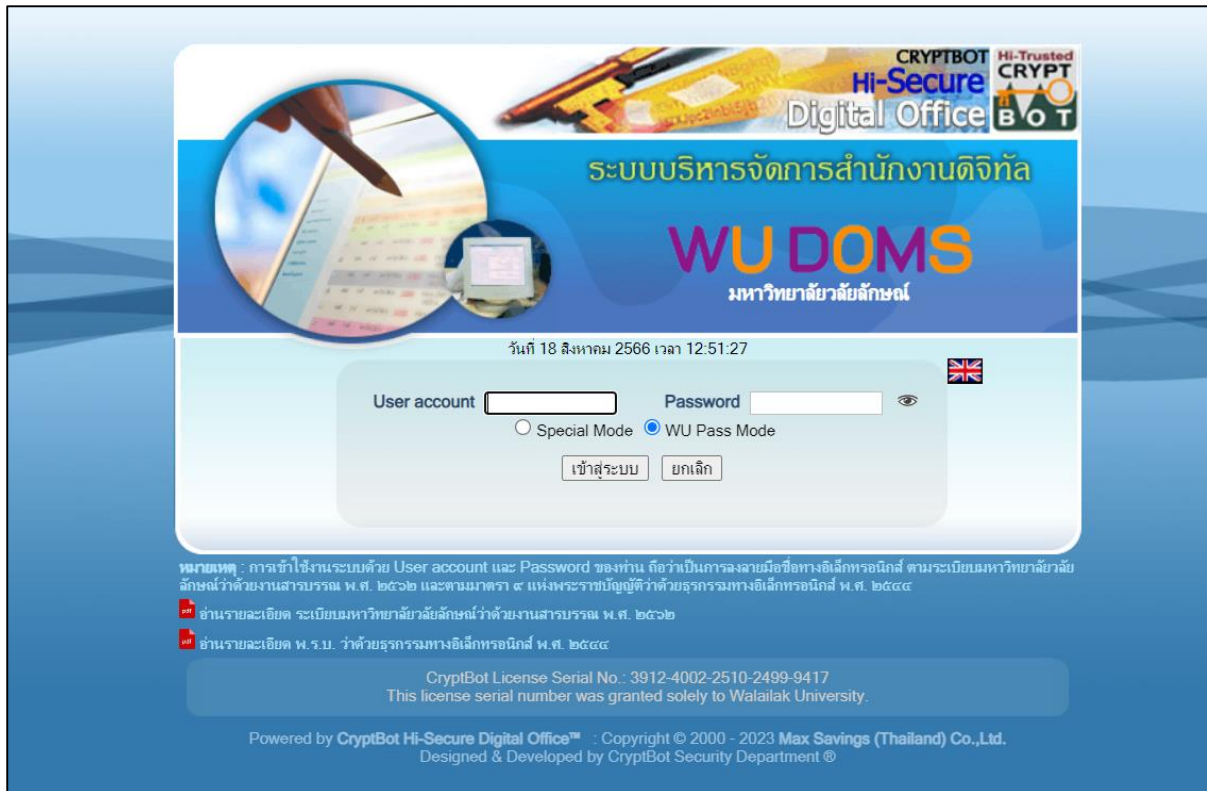 CRYPTBOT
Hi-Secure
Digital Office
Hi-Trusted
CRYPT
BOT
ระบบบริหารจัดการสำนักงานดิจิทัล
WU DOMS
มหาวิทยาลัยวลัยลักษณ์
วันที่ 18 สิงหาคม 2566 เวลา 12:51:27
User account Password
Special Mode WU Pass Mode
เข้าสู่ระบบ ยกเลิก
หมายเหตุ : การเข้าใช้งานระบบด้วย User account และ Password ของท่าน ถือว่าเป็นการลงลายมือชื่อทางอิเล็กทรอนิกส์ ตามระเบียบมหาวิทยาลัยวลัย
ลักษณ์ว่าด้วยงานสารบรรณ พ.ศ. ๒๕๖๒ และตามมาตรา ๙ แห่งพระราชบัญญัติว่าด้วยธุรกรรมทางอิเล็กทรอนิกส์ พ.ศ. ๒๕๔๔
อ่านรายละเอียด ระเบียบมหาวิทยาลัยวลัยลักษณ์ว่าด้วยงานสารบรรณ พ.ศ. ๒๕๖๒
อ่านรายละเอียด พ.ร.บ. ว่าด้วยธุรกรรมทางอิเล็กทรอนิกส์ พ.ศ. ๒๕๔๔
CryptBot License Serial No.: 3912-4002-2510-2499-9417
This license serial number was granted solely to Walailak University.
Powered by CryptBot Hi-Secure Digital Office™ : Copyright © 2000 - 2023 Max Savings (Thailand) Co.,Ltd.
Designed & Developed by CryptBot Security Department ®